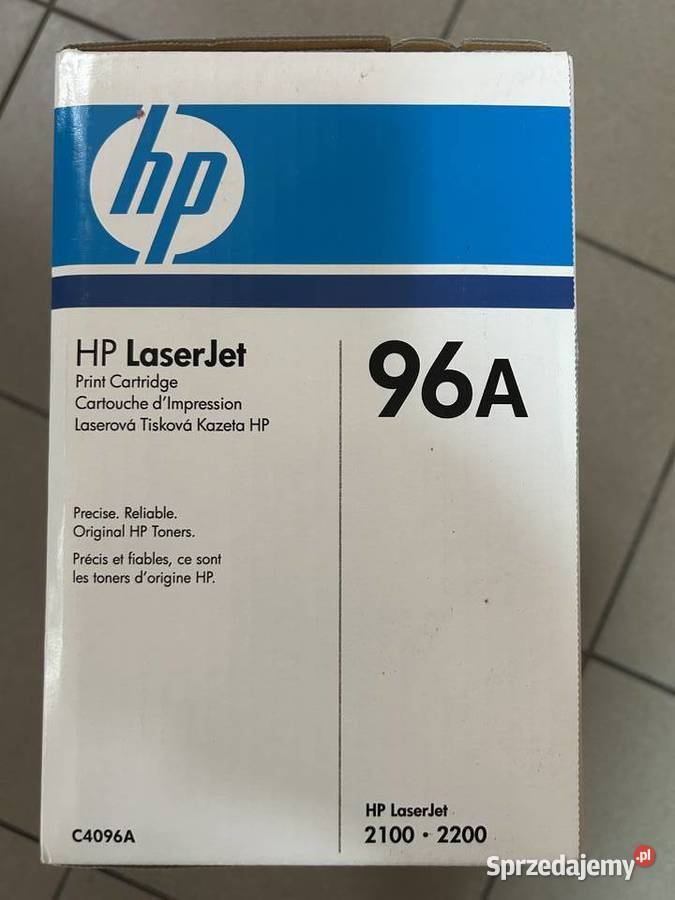 hp
HP LaserJet
Print Cartridge
Cartouche d'Impression
Laserová Tisková Kazeta HP
96A
Precise. Reliable.
Original HP Toners.
Précis et fiables, ce sont
les toners d'origine HP.
C4096A
HP LaserJet
2100 • 2200
Sprzedajemy.pl